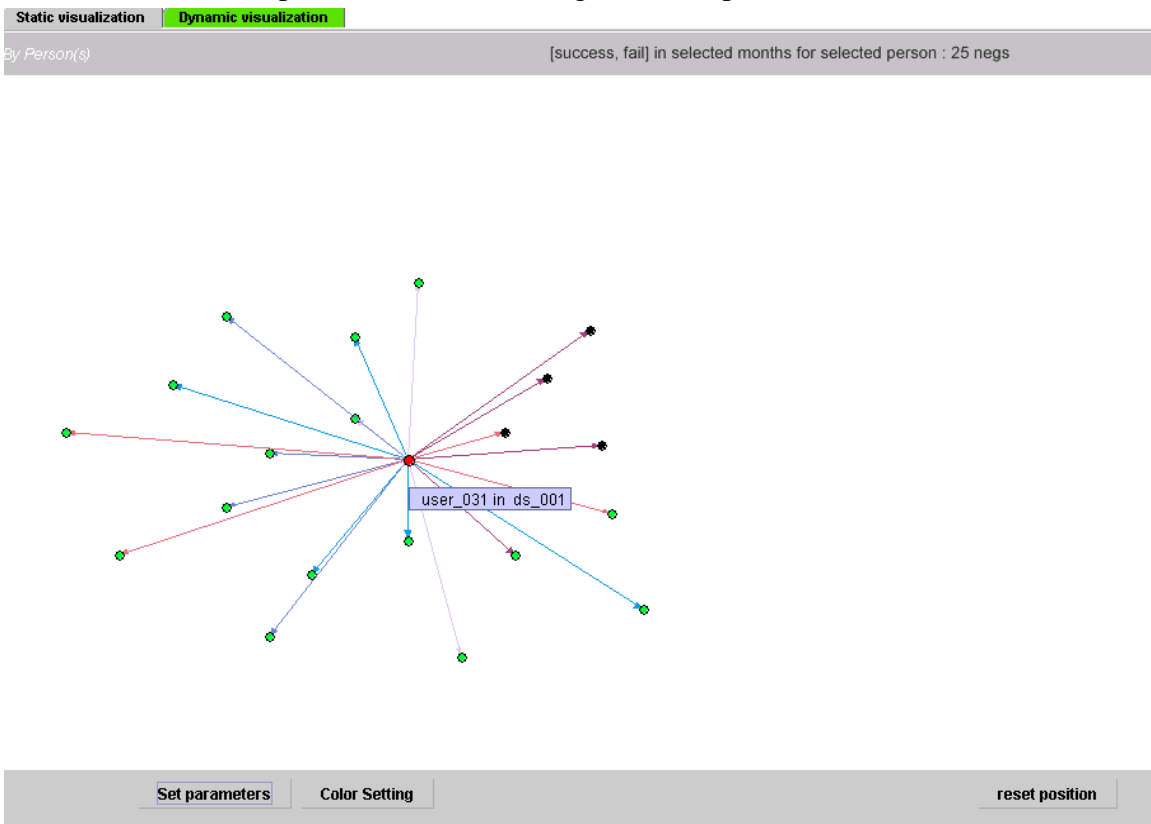 Static visualization Dynamic visualization
By Person(s) [success, fail] in selected months for selected person : 25 negs
user_031 in ds_001
Set parameters Color Setting reset position